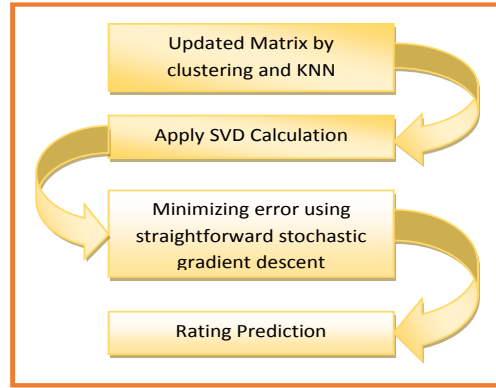 Updated Matrix by
clustering and KNN
Apply SVD Calculation
Minimizing error using
straightforward stochastic
gradient descent
Rating Prediction